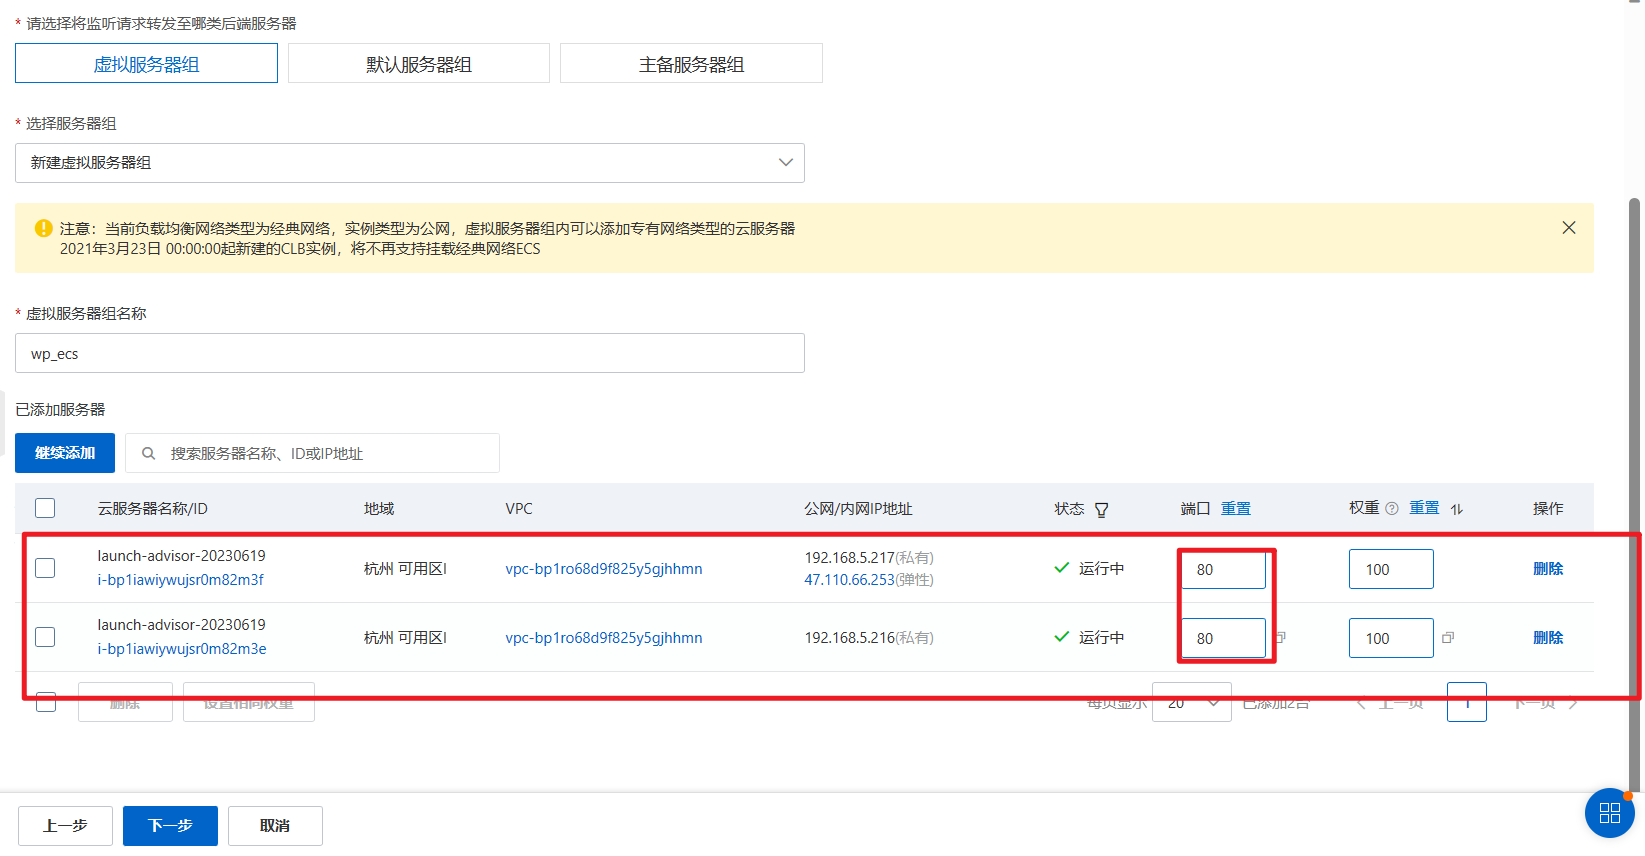 * 请选择将监听请求转发至哪类后端服务器
虚拟服务器组 默认服务器组 主备服务器组
* 选择服务器组
新建虚拟服务器组
注意：当前负载均衡网络类型为经典网络，实例类型为公网，虚拟服务器组内可以添加专有网络类型的云服务器
2021年3月23日 00:00:00起新建的CLB实例，将不再支持挂载经典网络ECS
* 虚拟服务器组名称
wp_ecs
已添加服务器
继续添加 搜索服务器名称、ID或IP地址
云服务器名称/ID 地域 VPC 公网/内网IP地址 状态 端口 重置 权重 重置 操作
launch-advisor-20230619
i-bp1iawiywujsr0m82m3f
杭州 可用区I vpc-bp1ro68d9f825y5gjhhmn
192.168.5.217(私有)
47.110.66.253(弹性)
运行中 80 100 删除
launch-advisor-20230619
i-bp1iawiywujsr0m82m3e
杭州 可用区I vpc-bp1ro68d9f825y5gjhhmn 192.168.5.216(私有) 运行中 80 100 删除
删除 设置相同权重 每页显示 20 已添加2台 上一页 1 下一页
上一步 下一步 取消